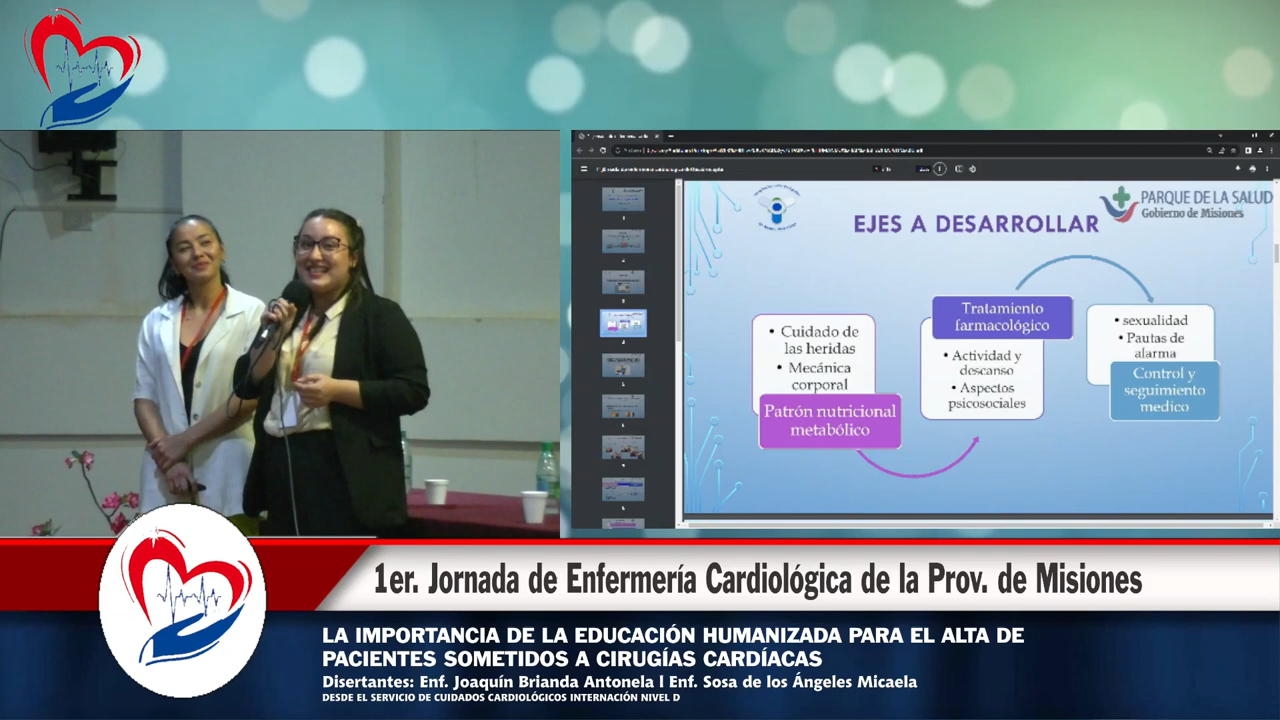 EJES A DESARROLLAR
PARQUE DE LA SALUD
Gobierno de Misiones
• Cuidado de
las heridas
• Mecánica
corporal
Patrón nutricional
metabólico
Tratamiento
farmacológico
• Actividad y
descanso
• Aspectos
psicosociales
• sexualidad
• Pautas de
alarma
Control y
seguimiento
medico
1er. Jornada de Enfermería Cardiológica de la Prov. de Misiones
LA IMPORTANCIA DE LA EDUCACIÓN HUMANIZADA PARA EL ALTA DE
PACIENTES SOMETIDOS A CIRUGÍAS CARDÍACAS
Disertantes: Enf. Joaquín Brianda Antonela l Enf. Sosa de los Ángeles Micaela
DESDE EL SERVICIO DE CUIDADOS CARDIOLÓGICOS INTERNACIÓN NIVEL D